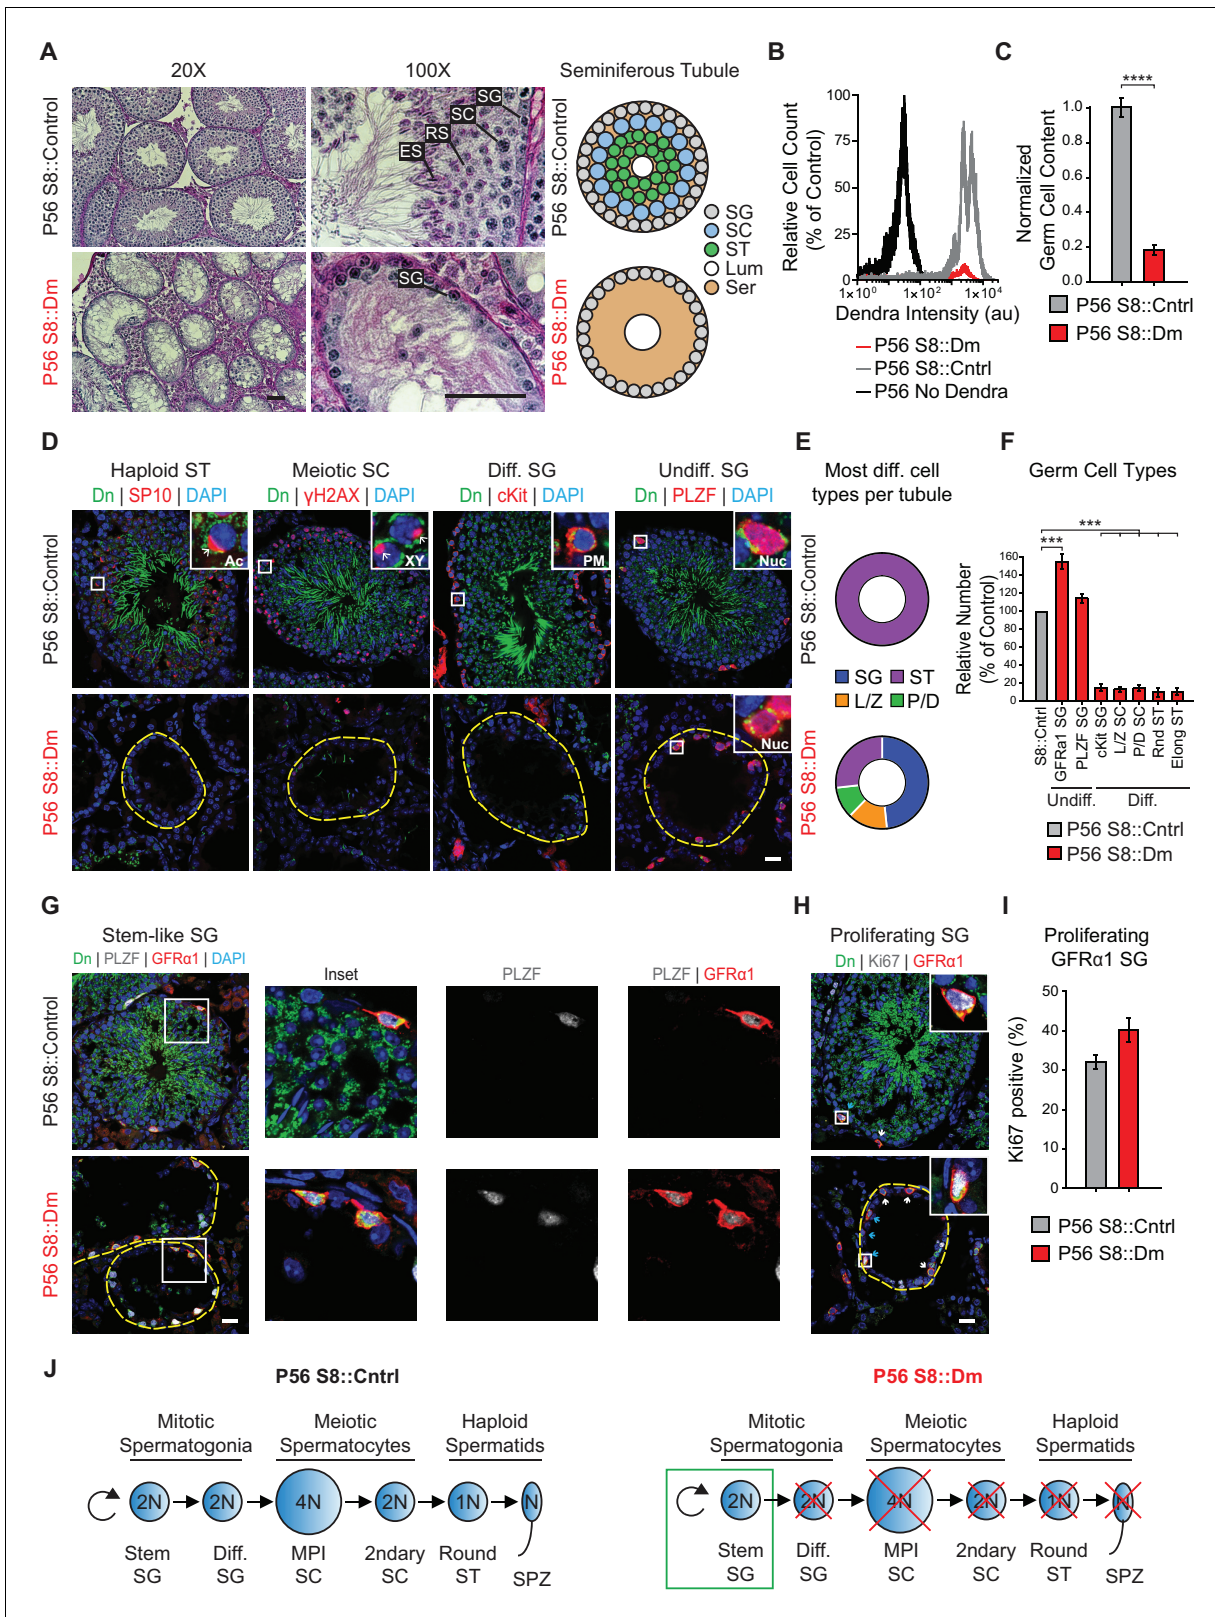 A
20X
100X
Seminiferous Tubule
P56 S8::Control
SG
SC
RS
ES
P56 S8::Control
SG
SC
ST
Lum
Ser
P56 S8::Dm
SG
P56 S8::Dm
B
Relative Cell Count
(% of Control)
100
75
50
25
0
1×10⁰
1×10²
1×10⁴
Dendra Intensity (au)
P56 S8::Dm
P56 S8::Cntrl
P56 No Dendra
C
****
Normalized
Germ Cell Content
1.0
0.8
0.6
0.4
0.2
0.0
P56 S8::Cntrl
P56 S8::Dm
D
Haploid ST
Dn | SP10 | DAPI
Meiotic SC
Dn | γH2AX | DAPI
Diff. SG
Dn | cKit | DAPI
Undiff. SG
Dn | PLZF | DAPI
P56 S8::Control
Ac
XY
PM
Nuc
P56 S8::Dm
Nuc
E
Most diff. cell
types per tubule
P56 S8::Control
SG
ST
L/Z
P/D
P56 S8::Dm
F
Germ Cell Types
***
***
Relative Number
(% of Control)
160
140
120
100
80
60
40
20
0
S8::Cntrl
GFRa1 SG
PLZF SG
cKit SG
L/Z SC
P/D SC
Rnd ST
Elong ST
Undiff.
Diff.
P56 S8::Cntrl
P56 S8::Dm
G
Stem-like SG
Dn | PLZF | GFRα1 | DAPI
Inset
PLZF
PLZF | GFRα1
P56 S8::Control
P56 S8::Dm
H
Proliferating SG
Dn | Ki67 | GFRα1
I
Proliferating
GFRα1 SG
Ki67 positive (%)
50
40
30
20
10
0
P56 S8::Cntrl
P56 S8::Dm
J
P56 S8::Cntrl
Mitotic
Spermatogonia
Meiotic
Spermatocytes
Haploid
Spermatids
2N
2N
4N
2N
1N
N
Stem
SG
Diff.
SG
MPI
SC
2ndary
SC
Round
ST
SPZ
P56 S8::Dm
Mitotic
Spermatogonia
Meiotic
Spermatocytes
Haploid
Spermatids
2N
2N
4N
2N
1N
N
Stem
SG
Diff.
SG
MPI
SC
2ndary
SC
Round
ST
SPZ